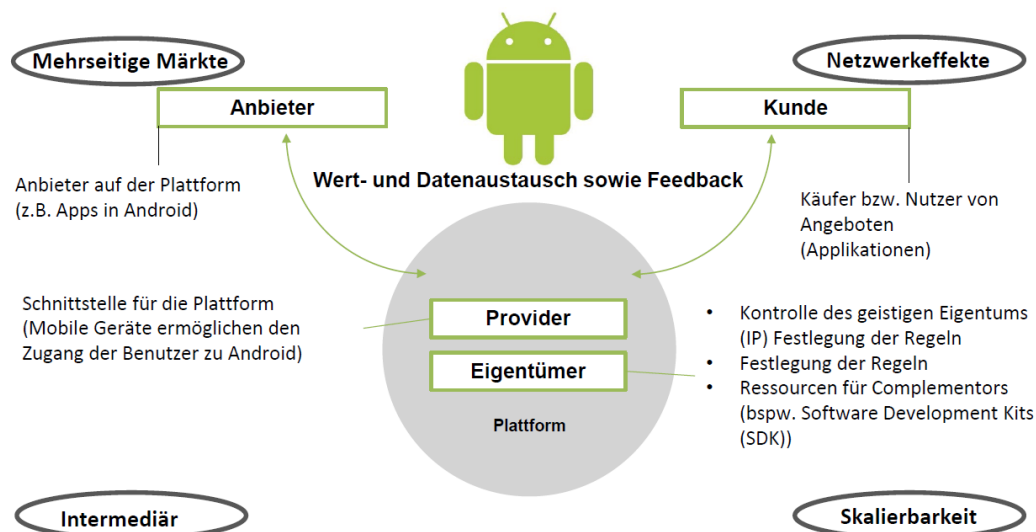 Mehrseitige Märkte
Netzwerkeffekte
Anbieter
Kunde
Anbieter auf der Plattform
(z.B. Apps in Android)
Wert- und Datenaustausch sowie Feedback
Käufer bzw. Nutzer von
Angeboten
(Applikationen)
Schnittstelle für die Plattform
(Mobile Geräte ermöglichen den
Zugang der Benutzer zu Android)
Provider
Eigentümer
Plattform
• Kontrolle des geistigen Eigentums
(IP) Festlegung der Regeln
• Festlegung der Regeln
• Ressourcen für Complementors
(bspw. Software Development Kits
(SDK))
Intermediär
Skalierbarkeit